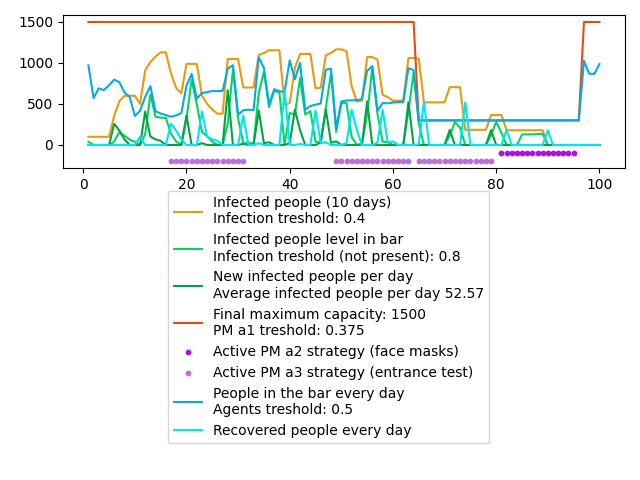 1500
1000
500
0
0 20 40 60 80 100
Infected people (10 days)
Infection treshold: 0.4
Infected people level in bar
Infection treshold (not present): 0.8
New infected people per day
Average infected people per day 52.57
Final maximum capacity: 1500
PM a1 treshold: 0.375
Active PM a2 strategy (face masks)
Active PM a3 strategy (entrance test)
People in the bar every day
Agents treshold: 0.5
Recovered people every day